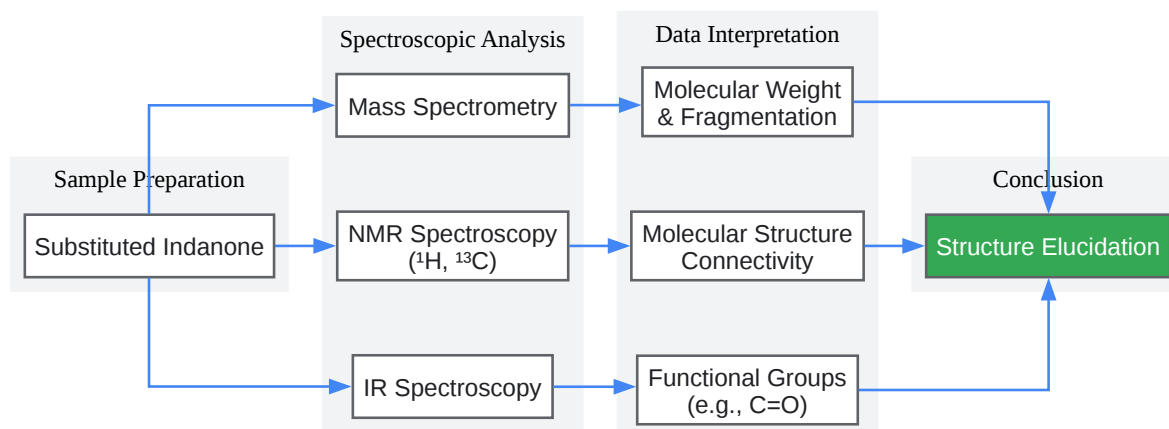 Spectroscopic Analysis
Data Interpretation
Mass Spectrometry
Molecular Weight
& Fragmentation
Sample Preparation
Conclusion
Substituted Indanone
NMR Spectroscopy
(¹H, ¹³C)
Molecular Structure
Connectivity
Structure Elucidation
IR Spectroscopy
Functional Groups
(e.g., C=O)